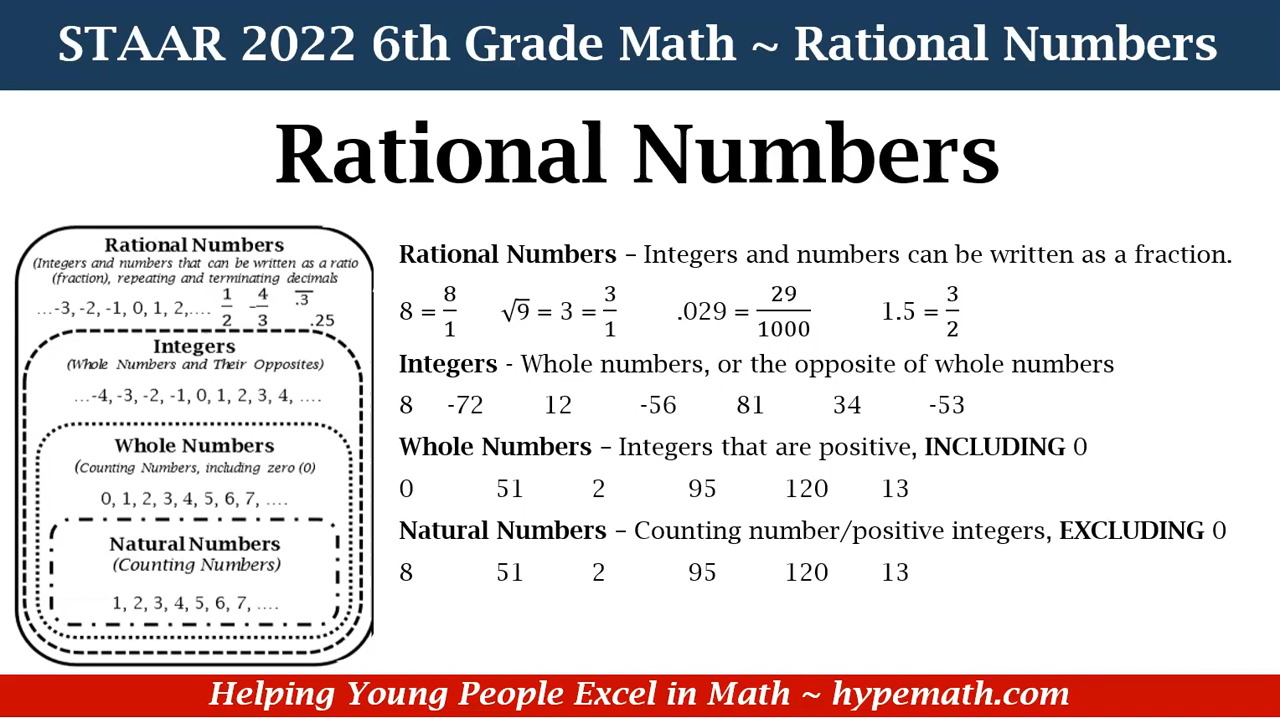 STAAR 2022 6th Grade Math ~ Rational Numbers
Rational Numbers
Rational Numbers
(Integers and numbers that can be written as a ratio
(fraction), repeating and terminating decimals
...-3, -2, -1, 0, 1, 2,.... 1/2 -4/3 .3̅ .25
Integers
(Whole Numbers and Their Opposites)
...-4, -3, -2, -1, 0, 1, 2, 3, 4, ....
Whole Numbers
(Counting Numbers, including zero (0)
0, 1, 2, 3, 4, 5, 6, 7, ....
Natural Numbers
(Counting Numbers)
1, 2, 3, 4, 5, 6, 7, ....
Rational Numbers – Integers and numbers can be written as a fraction.
8 = 8/1 √9 = 3 = 3/1 .029 = 29/1000 1.5 = 3/2
Integers - Whole numbers, or the opposite of whole numbers
8 -72 12 -56 81 34 -53
Whole Numbers – Integers that are positive, INCLUDING 0
0 51 2 95 120 13
Natural Numbers – Counting number/positive integers, EXCLUDING 0
8 51 2 95 120 13
Helping Young People Excel in Math ~ hypemath.com